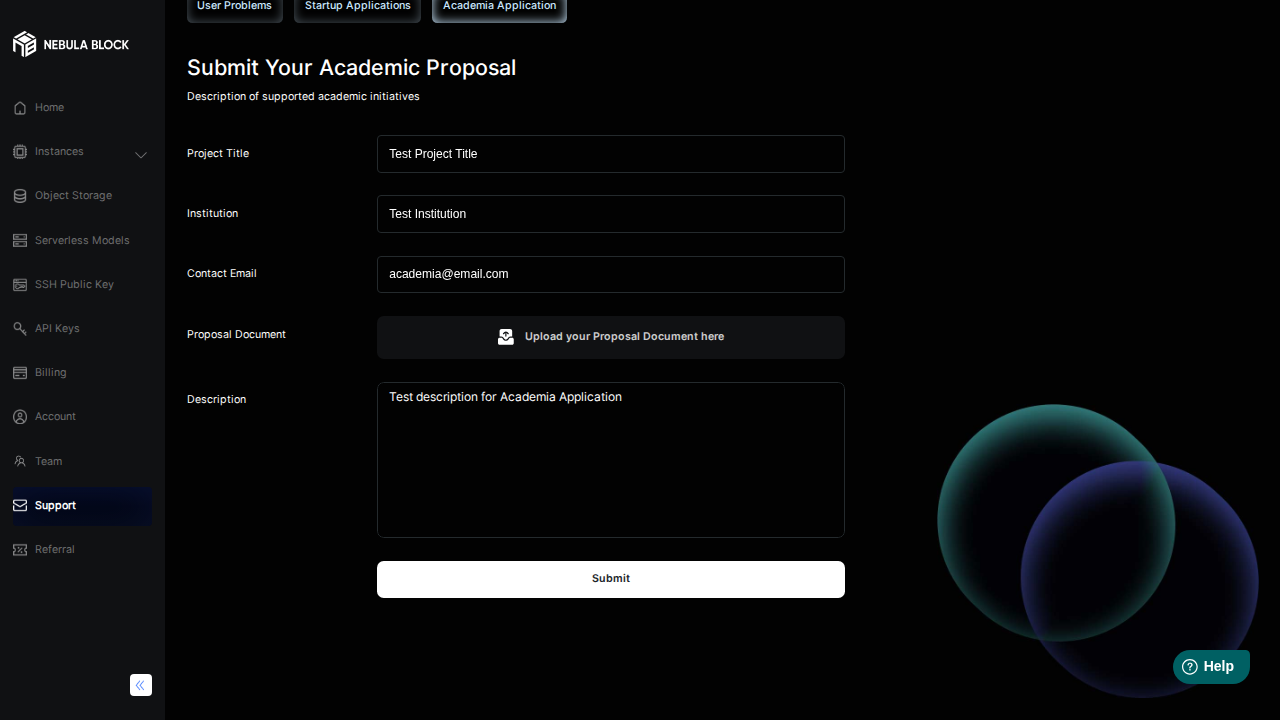 User Problems
Startup Applications
Academia Application
NEBULA BLOCK
Home
Instances
Object Storage
Serverless Models
SSH Public Key
API Keys
Billing
Account
Team
Support
Referral
Submit Your Academic Proposal
Description of supported academic initiatives
Project Title
Test Project Title
Institution
Test Institution
Contact Email
academia@email.com
Proposal Document
Upload your Proposal Document here
Description
Test description for Academia Application
Submit
Help